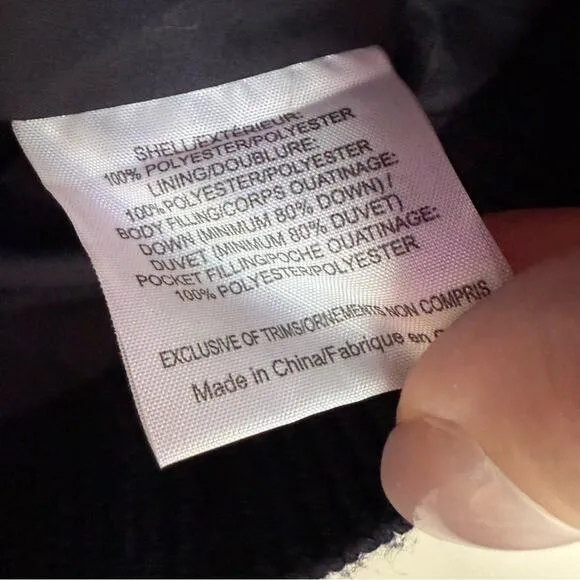 SHELL/EXTÉRIEUR:
100% POLYESTER/POLYESTER
LINING/DOUBLURE:
100% POLYESTER/POLYESTER
BODY FILLING/CORPS OUATINAGE:
DOWN (MINIMUM 80% DOWN) /
DUVET (MINIMUM 80% DUVET)
POCKET FILLING/POCHE OUATINAGE:
100% POLYESTER/POLYESTER
EXCLUSIVE OF TRIMS/ORNEMENTS NON COMPRIS
Made in China/Fabrique en